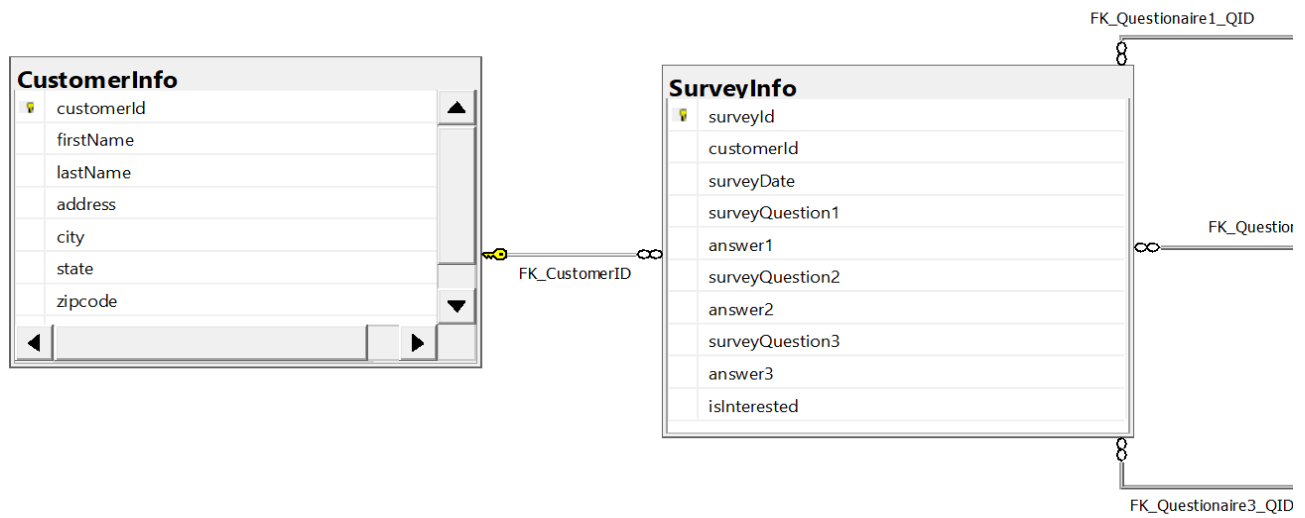 FK_Questionaire1_QID
CustomerInfo
customerId
firstName
lastName
address
city
state
zipcode
FK_CustomerID
SurveyInfo
surveyId
customerId
surveyDate
surveyQuestion1
answer1
surveyQuestion2
answer2
surveyQuestion3
answer3
isInterested
FK_Question
FK_Questionaire3_QID